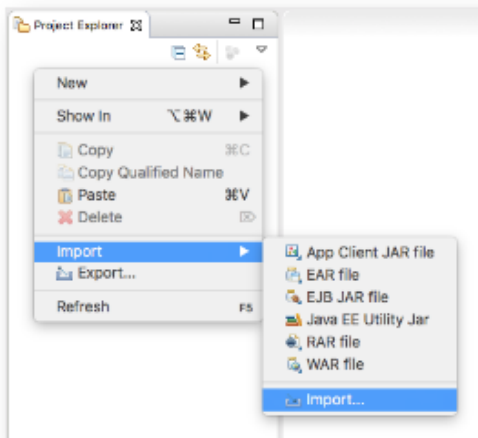 Project Explorer
New
Show In ⌥⌘W
Copy ⌘C
Copy Qualified Name
Paste ⌘V
Delete ⌦
Import
Export...
Refresh F5
App Client JAR file
EAR file
EJB JAR file
Java EE Utility Jar
RAR file
WAR file
Import...